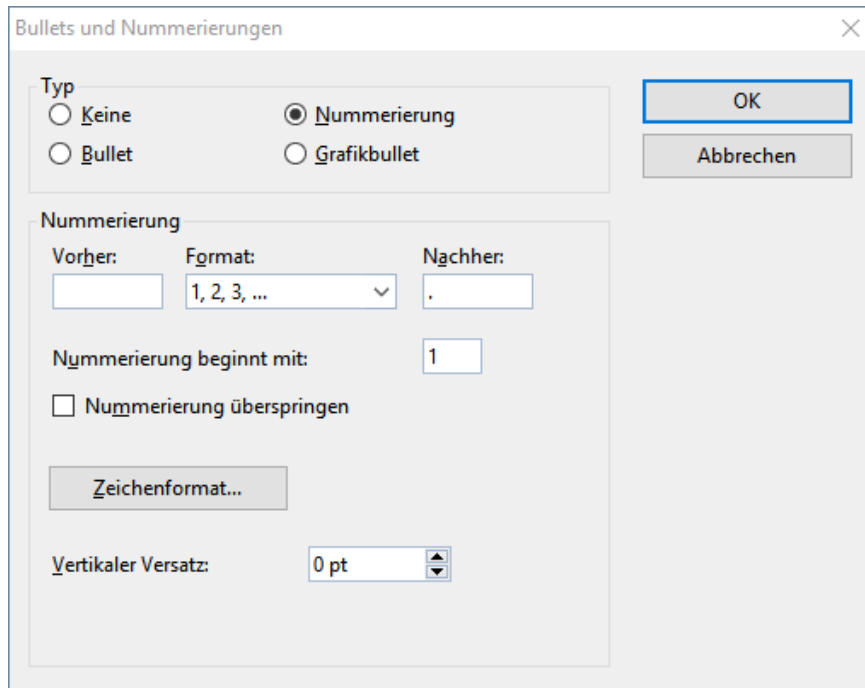 Bullets und Nummerierungen
Typ
Keine
Nummerierung
Bullet
Grafikbullet
OK
Abbrechen
Nummerierung
Vorher:
Format:
Nachher:
1, 2, 3, ...
.
Nummerierung beginnt mit:
1
Nummerierung überspringen
Zeichenformat...
Vertikaler Versatz:
0 pt